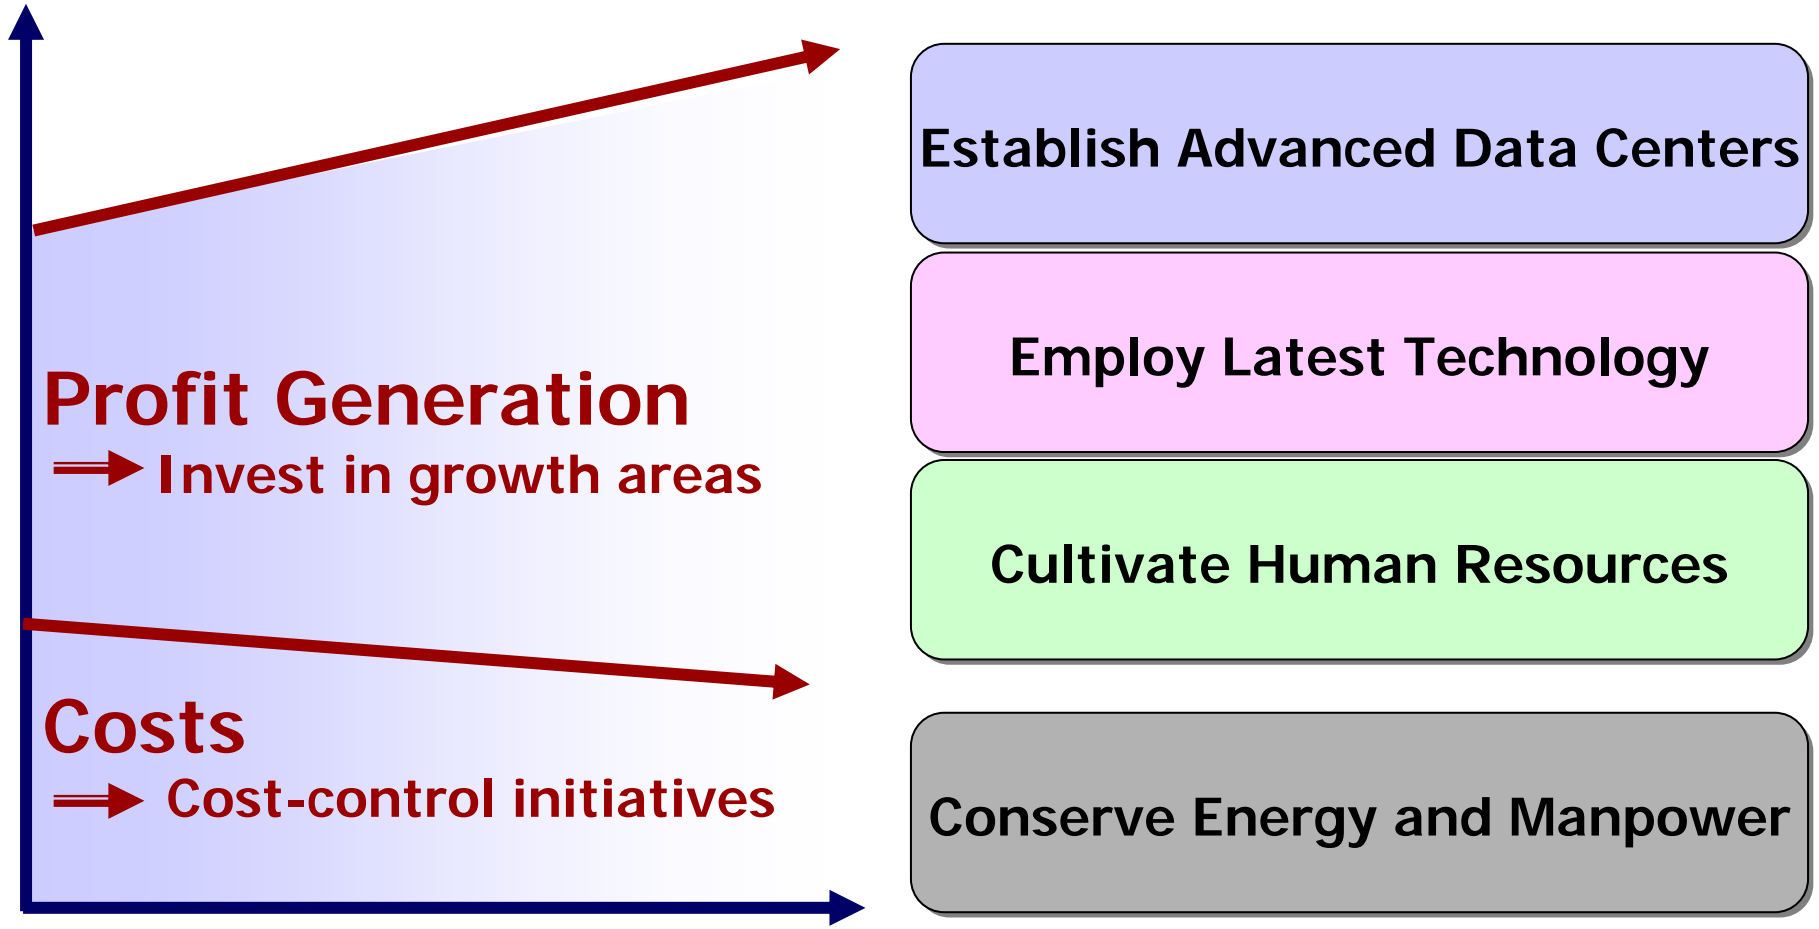 Profit Generation
Invest in growth areas
Costs
Cost-control initiatives
Establish Advanced Data Centers
Employ Latest Technology
Cultivate Human Resources
Conserve Energy and Manpower